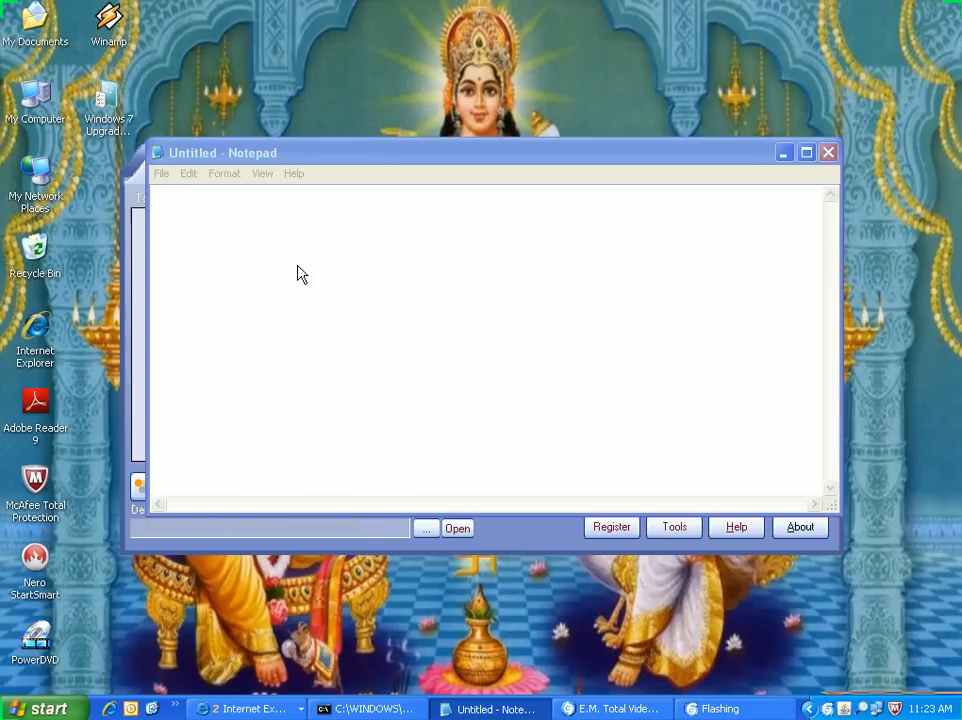 My Documents
Winamp
My Computer
Windows 7
Upgrad...
My Network
Places
Recycle Bin
Internet
Explorer
Adobe Reader
9
McAfee Total
Protection
Nero
StartSmart
PowerDVD
Untitled - Notepad
File Edit Format View Help
... Open Register Tools Help About
start
2 Internet Ex...
C:\WINDOWS\...
Untitled - Note...
E.M. Total Vide...
Flashing
11:23 AM